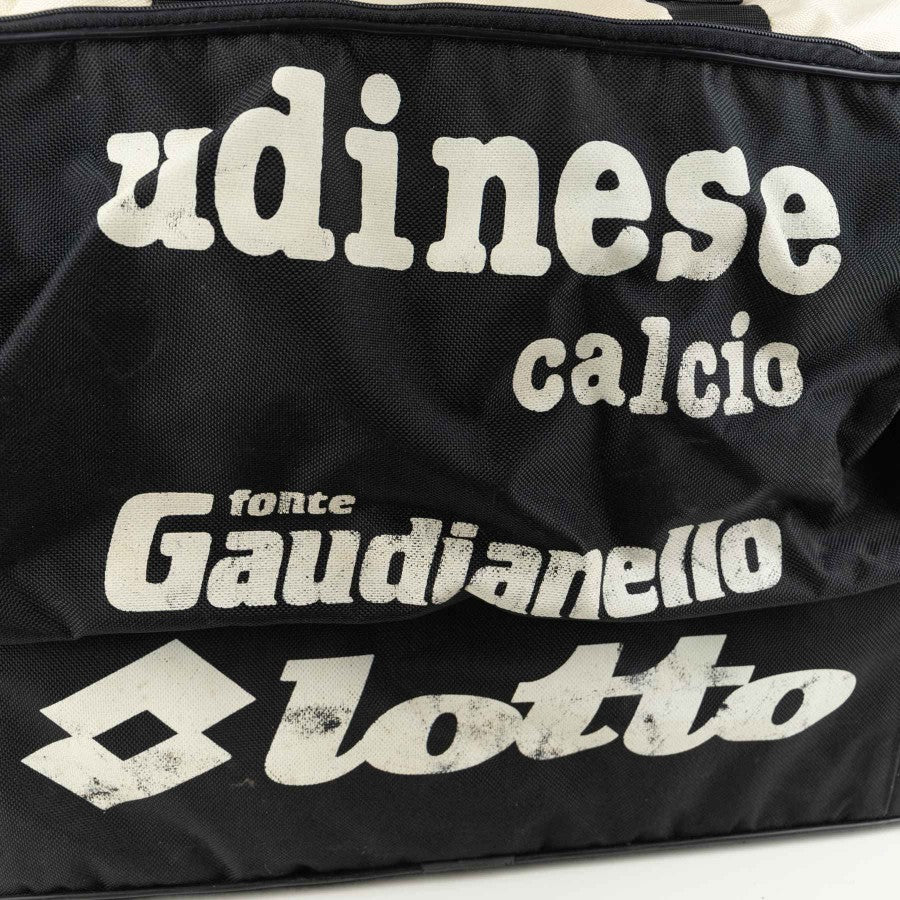 udinese
calcio
fonte
Gaudianello
lotto